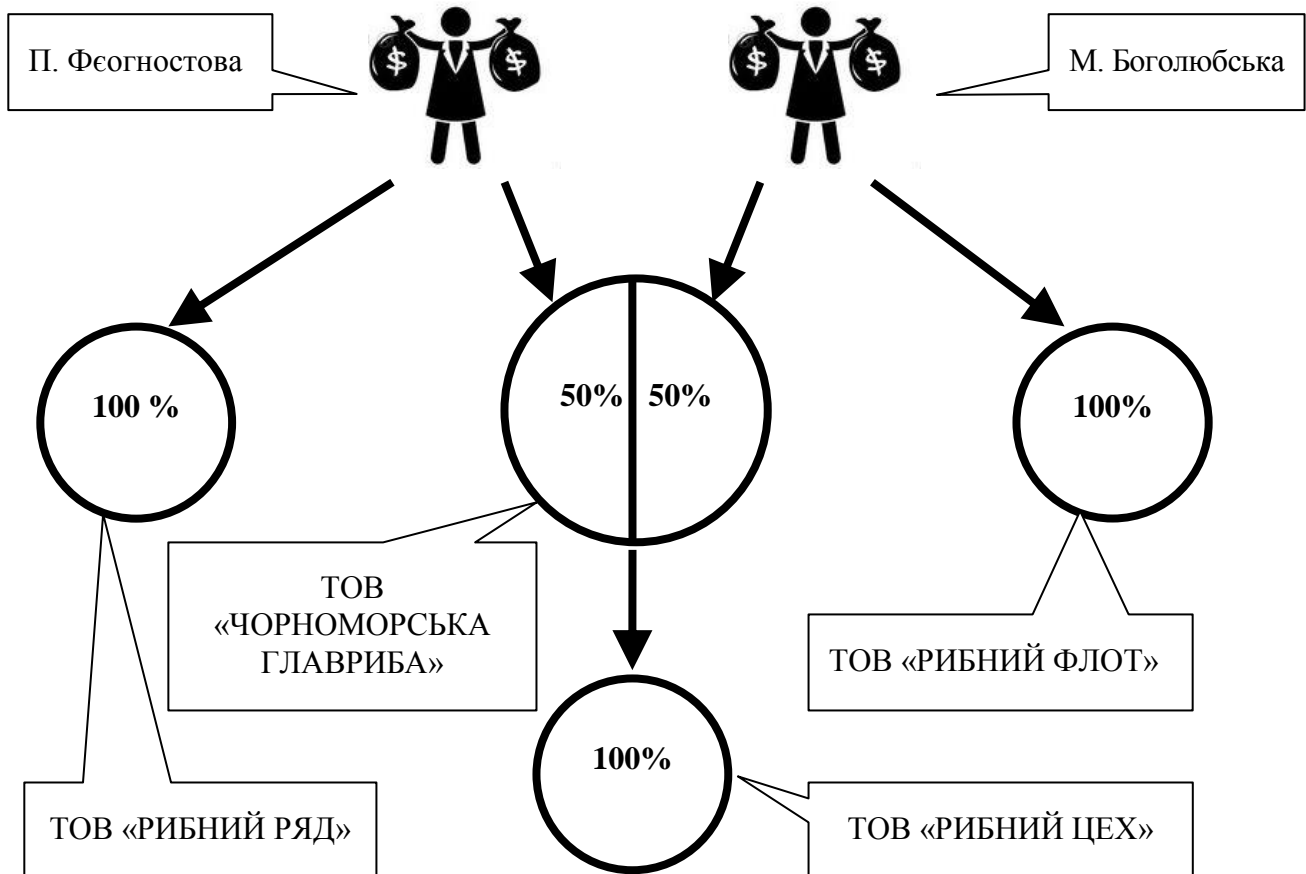 П. Фєогностова
М. Боголюбська
$ $
$ $
100 %
50% 50%
100%
ТОВ
«ЧОРНОМОРСЬКА
ГЛАВРИБА»
ТОВ «РИБНИЙ ФЛОТ»
100%
ТОВ «РИБНИЙ РЯД»
ТОВ «РИБНИЙ ЦЕХ»